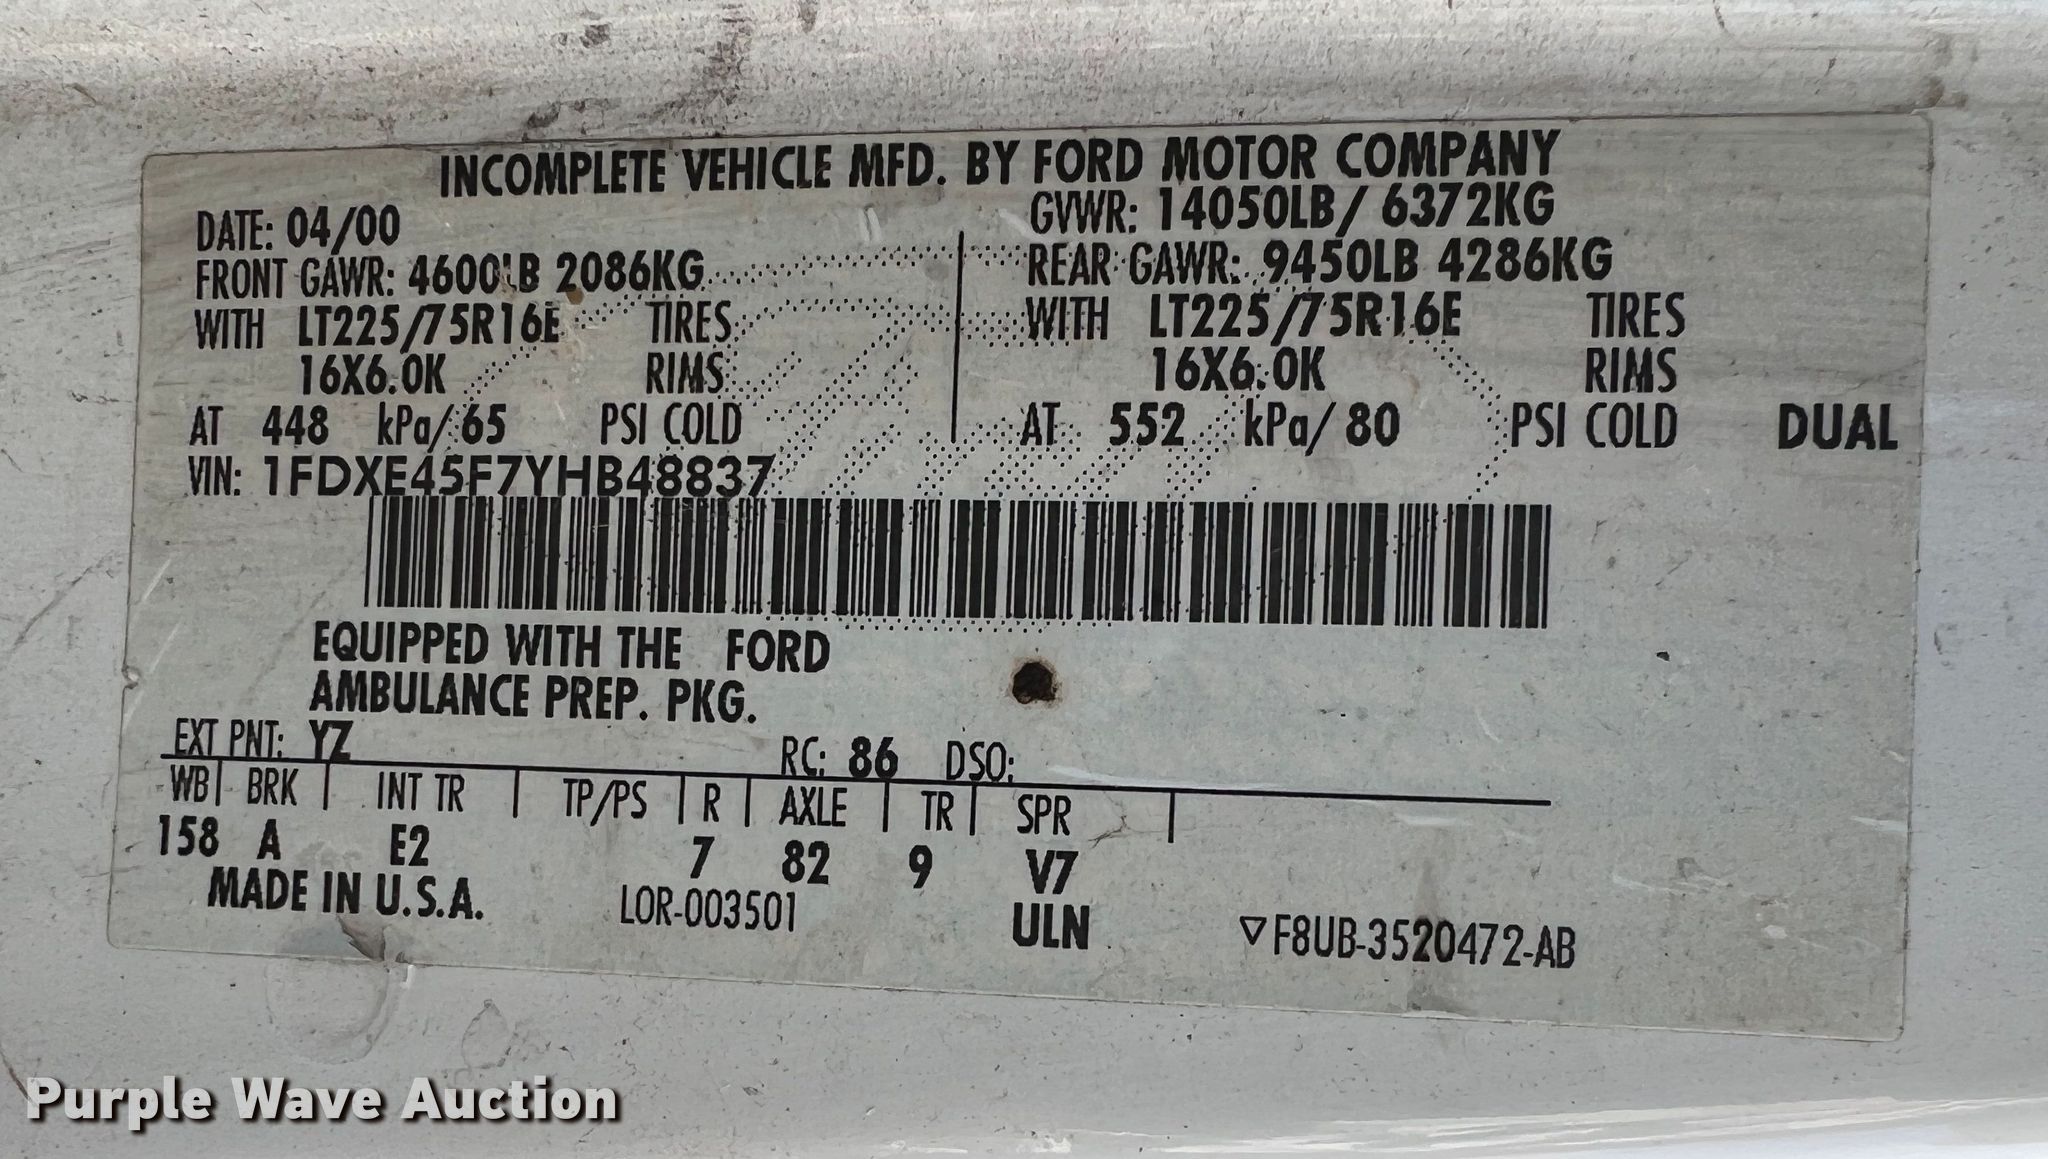 INCOMPLETE VEHICLE MFD. BY FORD MOTOR COMPANY
DATE: 04/00 GVWR: 14050LB/ 6372KG
FRONT GAWR: 4600LB 2086KG REAR GAWR: 9450LB 4286KG
WITH LT225/75R16E TIRES WITH LT225/75R16E TIRES
16X6.0K RIMS 16X6.0K RIMS
AT 448 kPa/ 65 PSI COLD AT 552 kPa/ 80 PSI COLD DUAL
VIN: 1FDXE45F7YHB48837
EQUIPPED WITH THE FORD
AMBULANCE PREP. PKG.
EXT PNT: YZ RC: 86 DSO:
WB BRK INT TR TP/PS R AXLE TR SPR
158 A E2 7 82 9 V7
MADE IN U.S.A. LOR-003501 ULN ▽F8UB-3520472-AB
Purple Wave Auction